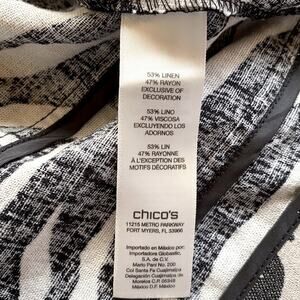 53% LINEN
47% RAYON
EXCLUSIVE OF
DECORATION
53% LINO
47% VISCOSA
EXCLUYENDO LOS
ADORNOS
53% LIN
47% RAYONNE
À L'EXCEPTION DES
MOTIFS DÉCORATIFS
chico's
11215 METRO PARKWAY
FORT MYERS, FL 33966
Importado en México por:
Importadora Globastic,
S.A. de C.V.
Mario Pani No. 200
Col Santa Fe Cuajimalpa
Delegación Cuajimalpa de
Morelos C.P. 05348
México D.F. México